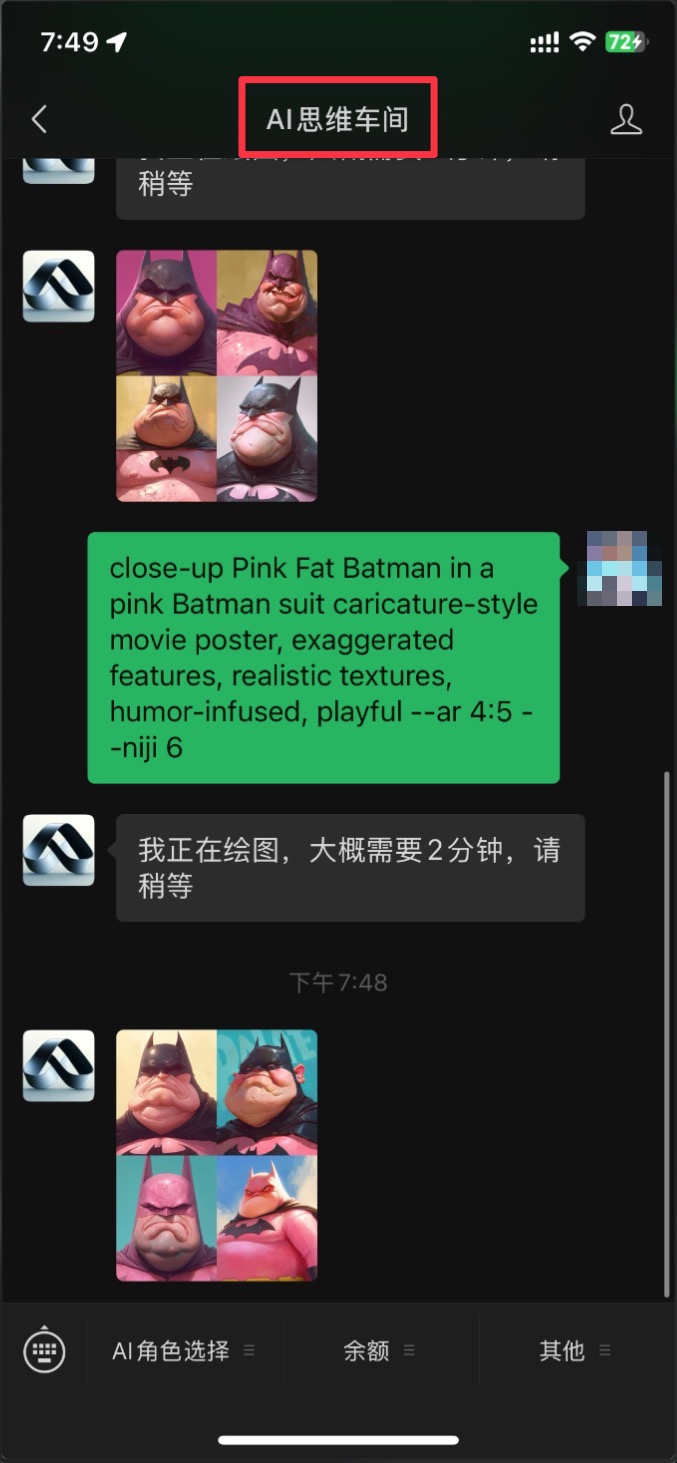 7:49
72
AI思维车间
稍等
close-up Pink Fat Batman in a
pink Batman suit caricature-style
movie poster, exaggerated
features, realistic textures,
humor-infused, playful --ar 4:5 -
-niji 6
我正在绘图，大概需要2分钟，请
稍等
下午7:48
AI角色选择
余额
其他